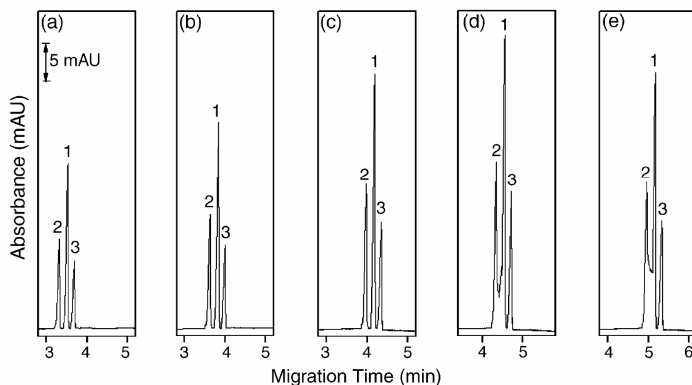 (a) (b) (c) (d) (e)
5 mAU
1 1 1 1 1
2 3 2 3 2 3 2 3 2 3
Absorbance (mAU)
3 4 5 3 4 5 3 4 5 4 5 4 5 6
Migration Time (min)